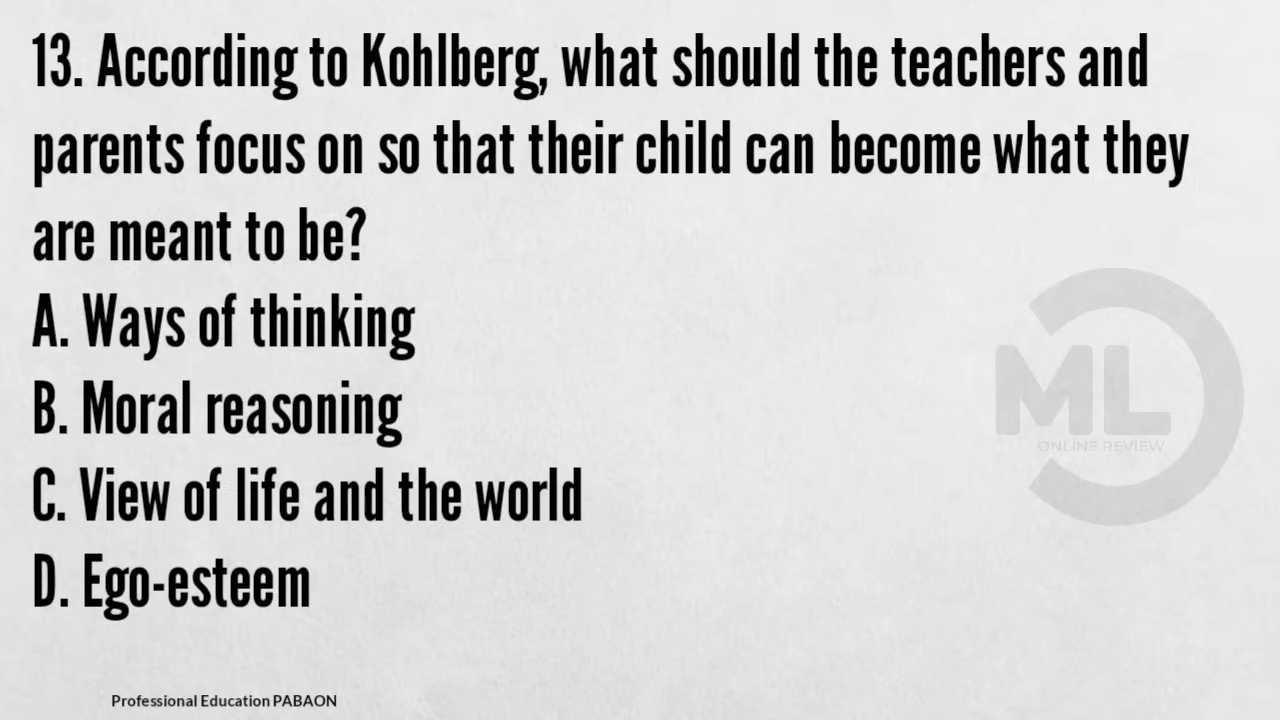 13. According to Kohlberg, what should the teachers and
parents focus on so that their child can become what they
are meant to be?
A. Ways of thinking
B. Moral reasoning
C. View of life and the world
D. Ego-esteem
ML
ONLINE REVIEW
Professional Education PABAON